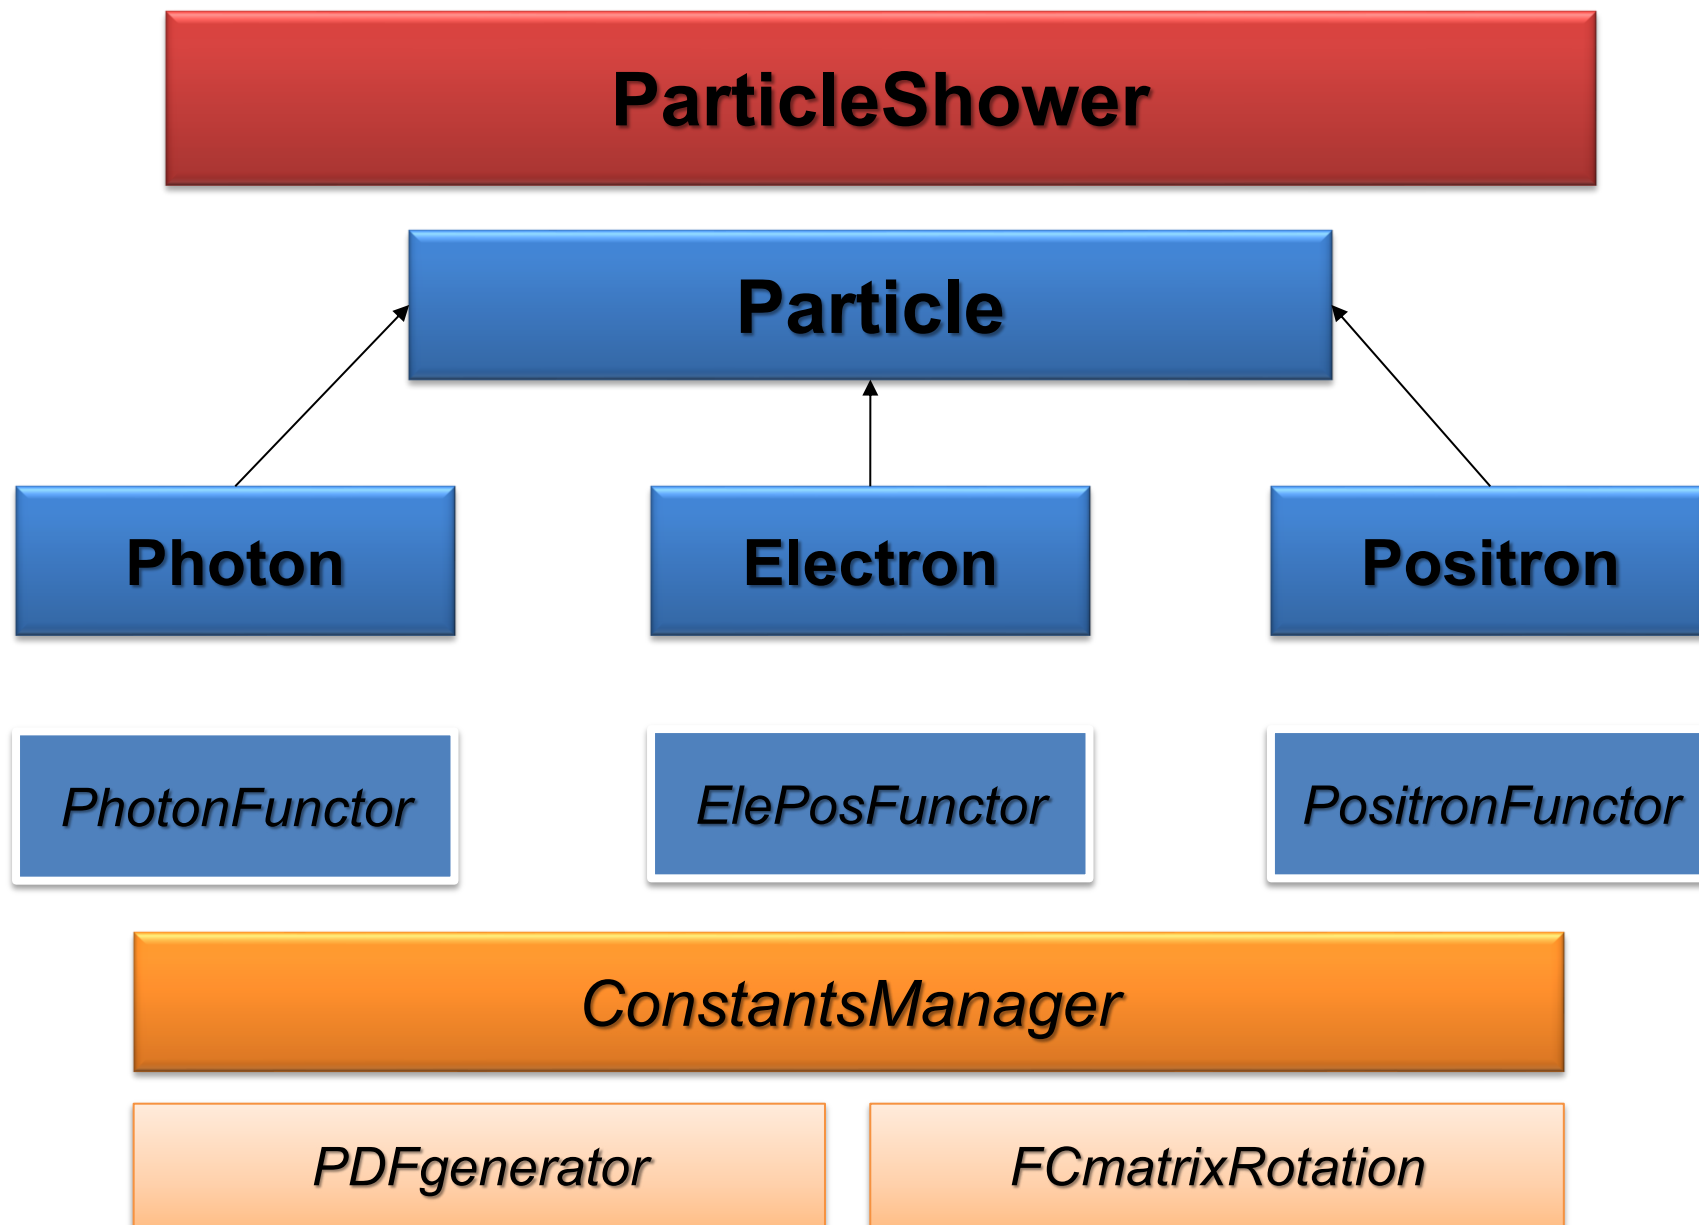 ParticleShower
Particle
Photon
Electron
Positron
PhotonFunctor
ElePosFunctor
PositronFunctor
ConstantsManager
PDFgenerator
FCmatrixRotation